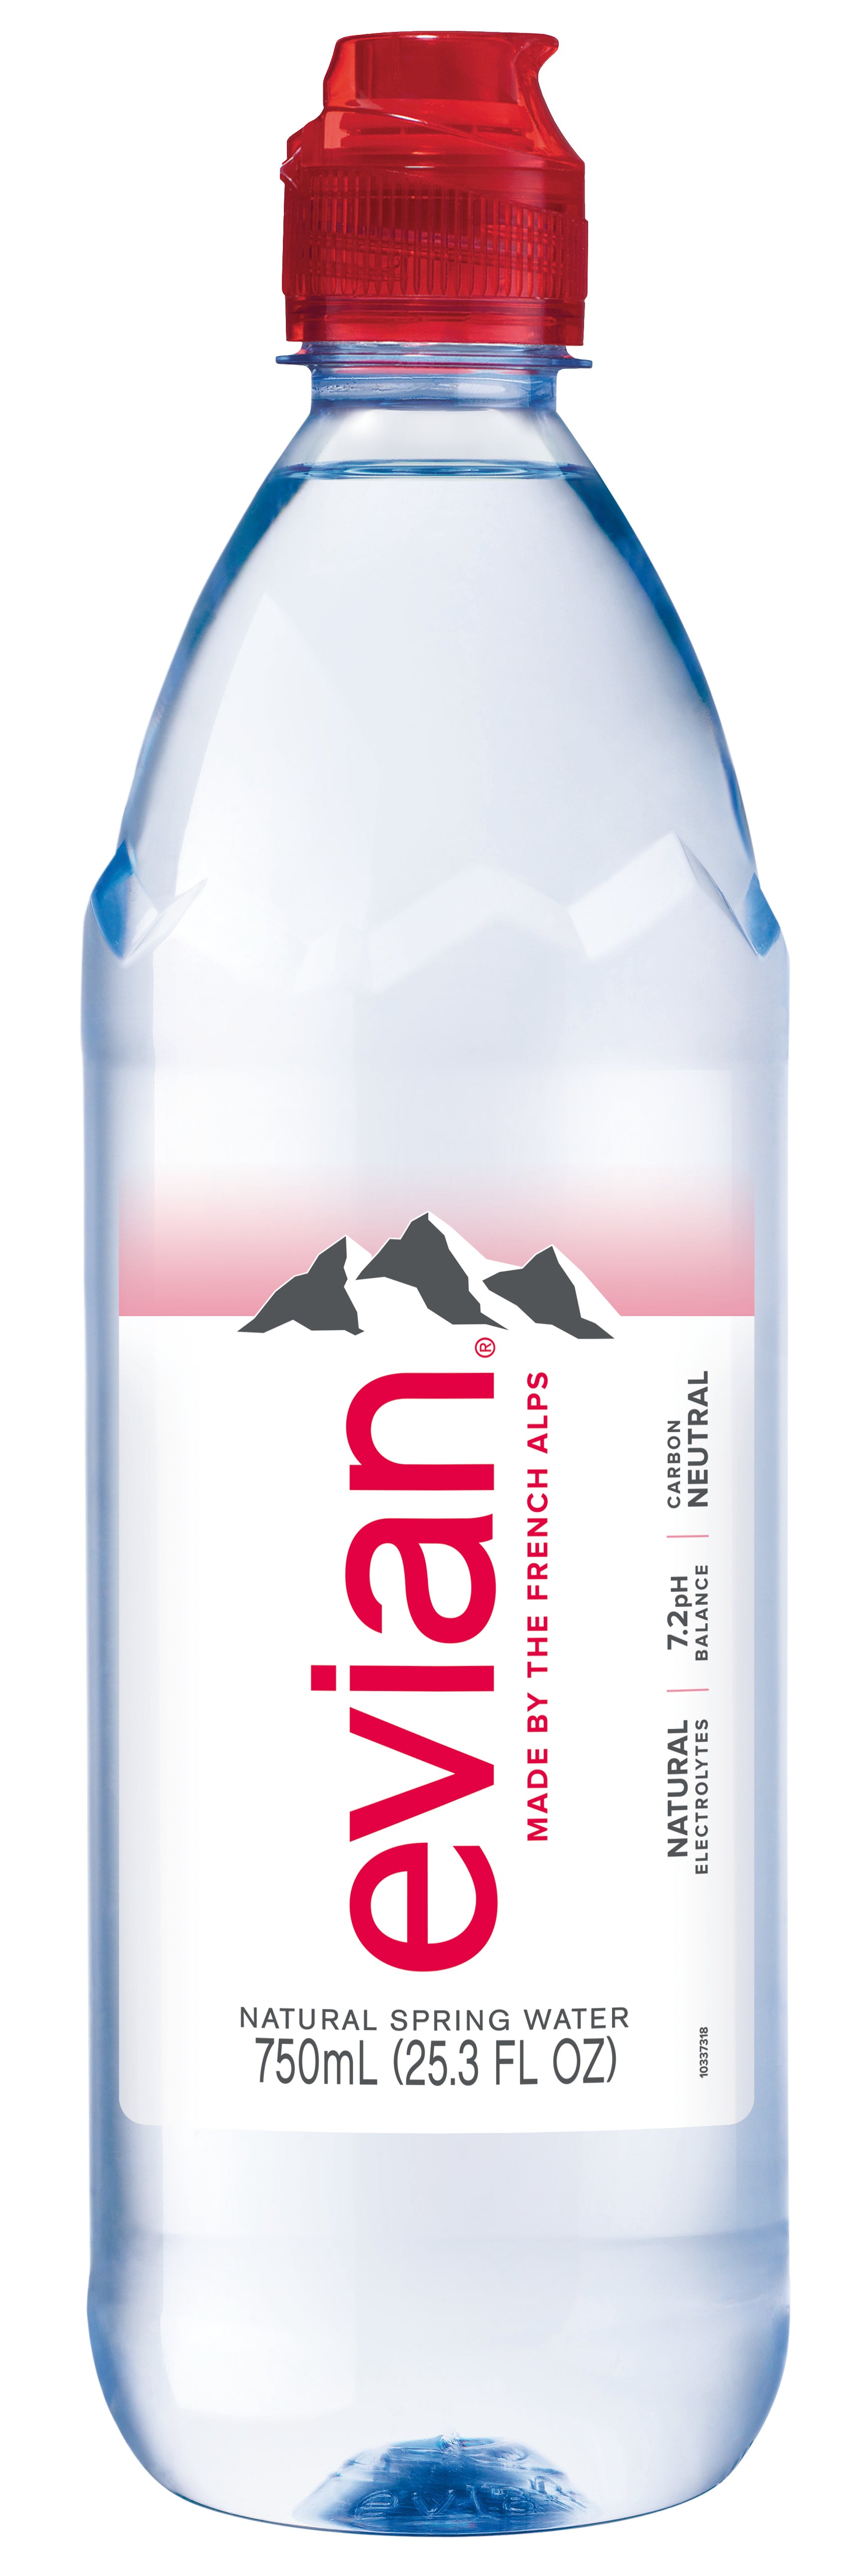 evian®
MADE BY THE FRENCH ALPS
NATURAL
ELECTROLYTES
7.2pH
BALANCE
CARBON
NEUTRAL
NATURAL SPRING WATER
750mL (25.3 FL OZ)
10337318
evian